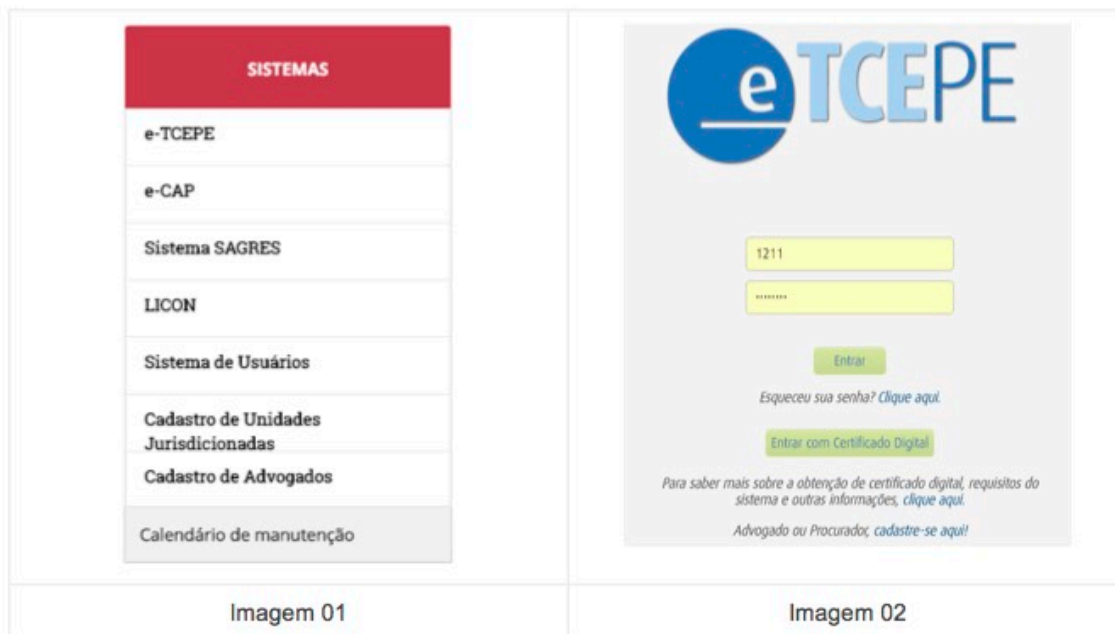 SISTEMAS
e-TCEPE
e-CAP
Sistema SAGRES
LICON
Sistema de Usuários
Cadastro de Unidades
Jurisdicionadas
Cadastro de Advogados
Calendário de manutenção
Imagem 01
eTCEPE
1211
********
Entrar
Esqueceu sua senha? Clique aqui.
Entrar com Certificado Digital
Para saber mais sobre a obtenção de certificado digital, requisitos do
sistema e outras informações, clique aqui.
Advogado ou Procurador, cadastre-se aqui!
Imagem 02